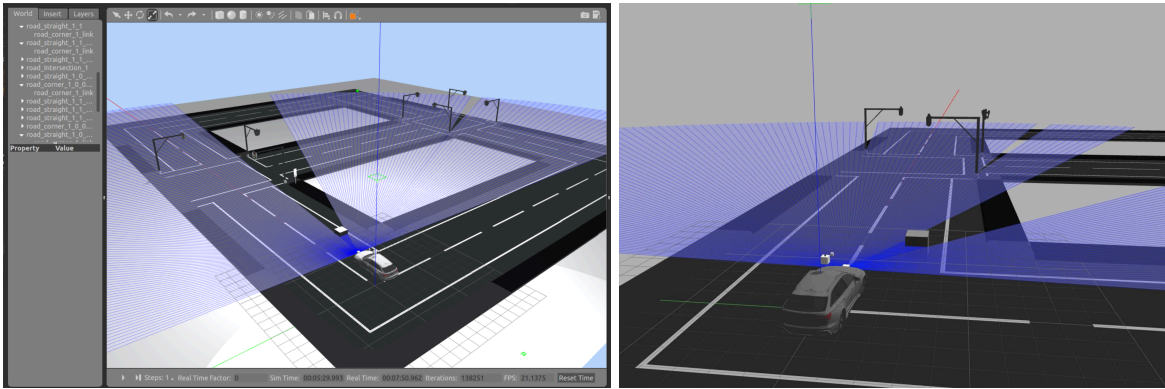 World Insert Layers
road_straight_1_1
road_corner_1_link
road_straight_1_1_...
road_corner_1_link
road_straight_1_1_...
road_Intersection_1
road_straight_1_0_...
road_corner_1_0_0...
road_corner_1_link
road_straight_1_1_...
road_straight_1_1_...
road_straight_1_1_...
road_corner_1_0_0...
road_straight_1_0_...
Property Value
Steps: 1 Real Time Factor: 0 Sim Time: 00:05:29.993 Real Time: 00:07:50.962 Iterations: 138251 FPS: 21.1375 Reset Time